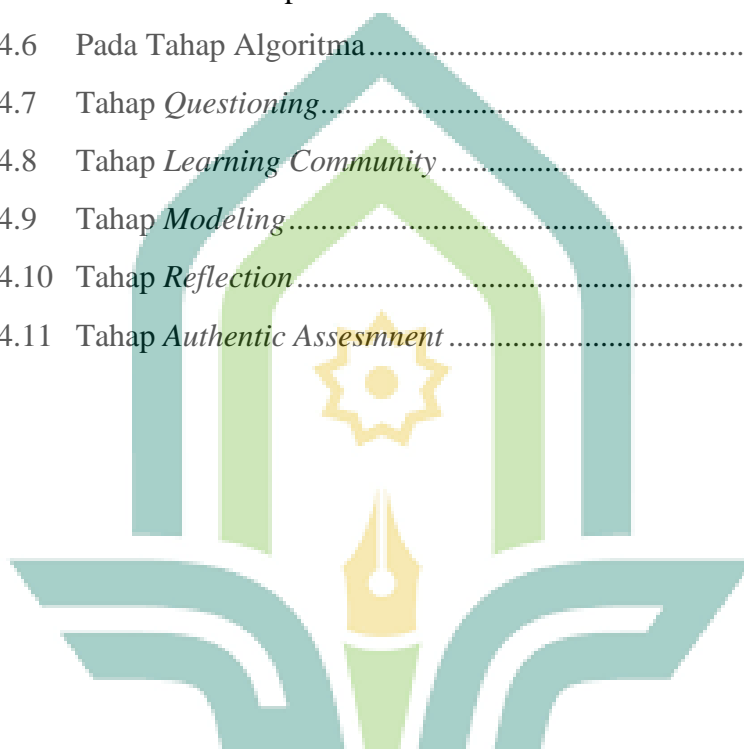 4.6 Pada Tahap Algoritma....................................................
4.7 Tahap Questioning............................................................
4.8 Tahap Learning Community............................................
4.9 Tahap Modeling................................................................
4.10 Tahap Reflection...............................................................
4.11 Tahap Authentic Assesmnent...........................................